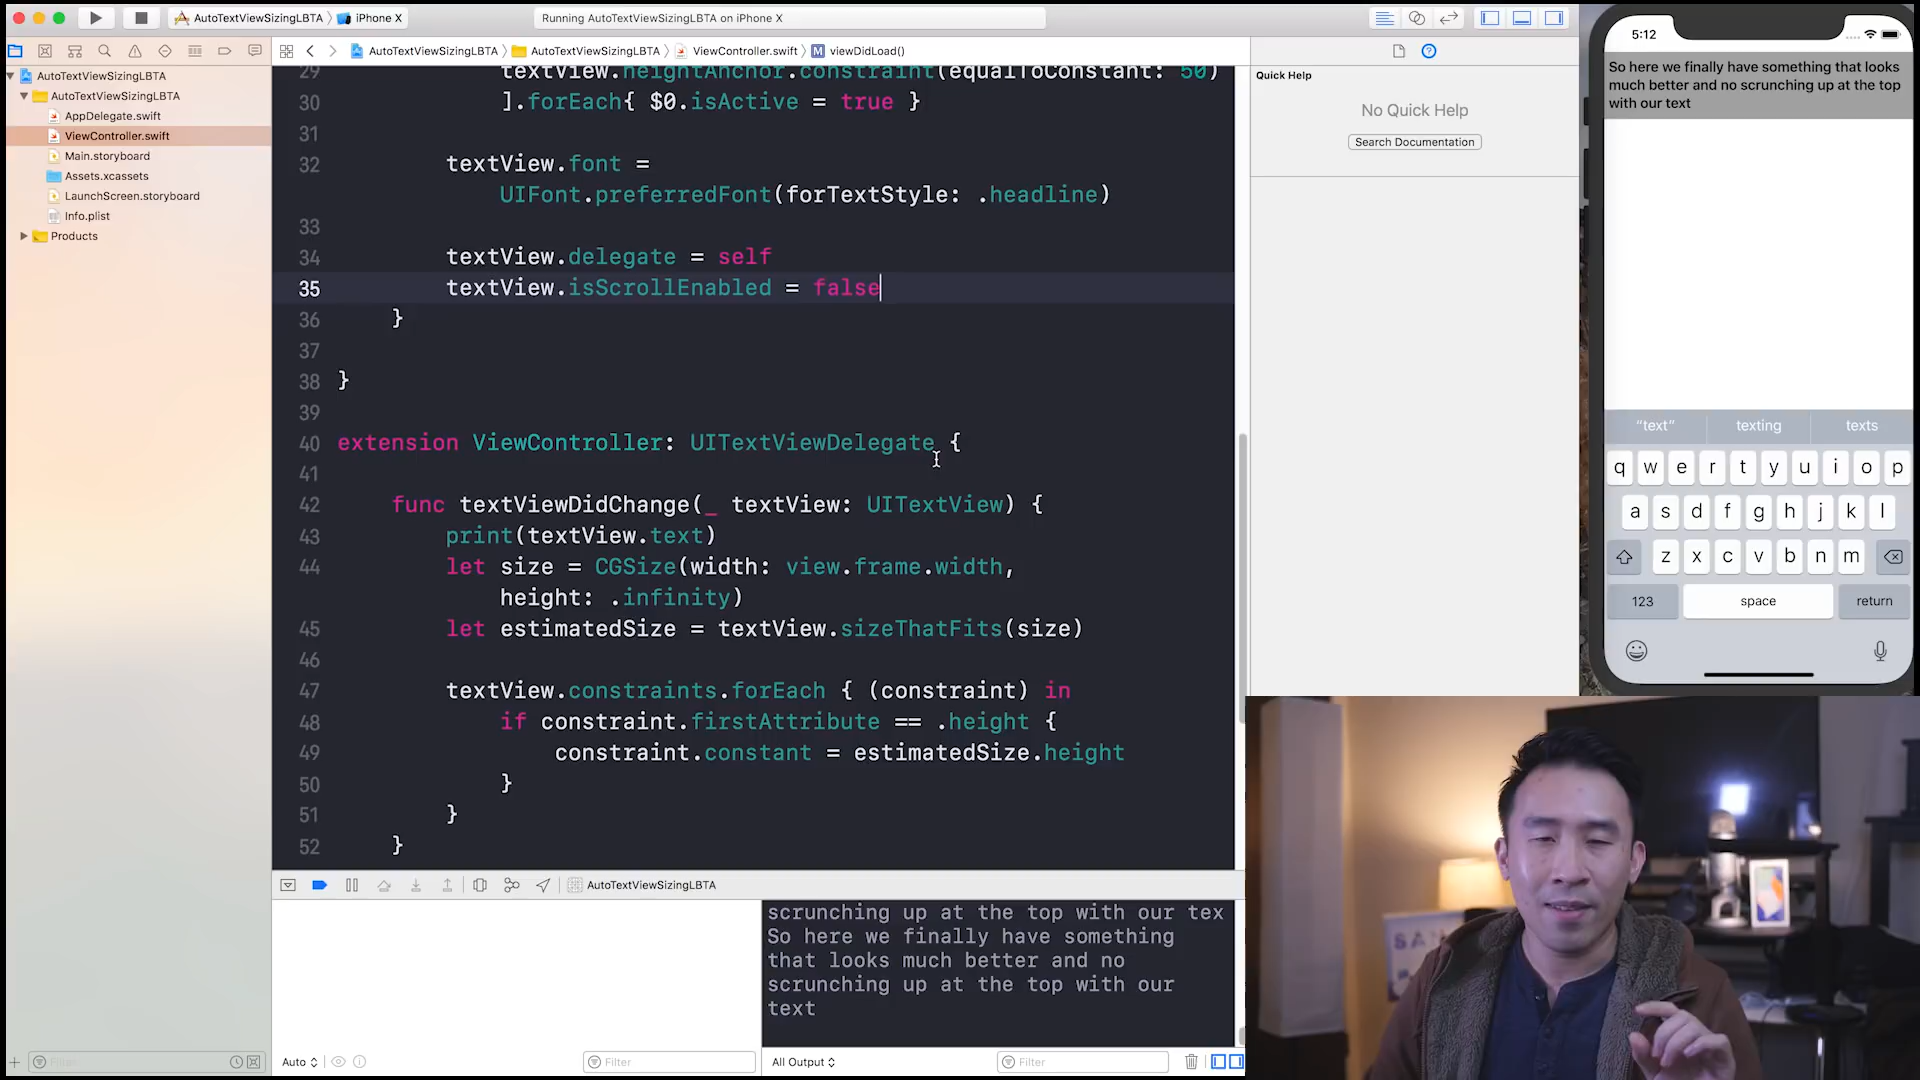 AutoTextViewSizingLBTA
iPhone X
Running AutoTextViewSizingLBTA on iPhone X
AutoTextViewSizingLBTA
AutoTextViewSizingLBTA
AppDelegate.swift
ViewController.swift
Main.storyboard
Assets.xcassets
LaunchScreen.storyboard
Info.plist
Products
Filter
AutoTextViewSizingLBTA
AutoTextViewSizingLBTA
ViewController.swift
M viewDidLoad()
29 textView.heightAnchor.constraint(equalToConstant: 50)
30 ].forEach{ $0.isActive = true }
31
32 textView.font =
UIFont.preferredFont(forTextStyle: .headline)
33
34 textView.delegate = self
35 textView.isScrollEnabled = false
36 }
37
38 }
39
40 extension ViewController: UITextViewDelegate {
41
42 func textViewDidChange(_ textView: UITextView) {
43 print(textView.text)
44 let size = CGSize(width: view.frame.width,
height: .infinity)
45 let estimatedSize = textView.sizeThatFits(size)
46
47 textView.constraints.forEach { (constraint) in
48 if constraint.firstAttribute == .height {
49 constraint.constant = estimatedSize.height
50 }
51 }
52 }
AutoTextViewSizingLBTA
scrunching up at the top with our tex
So here we finally have something
that looks much better and no
scrunching up at the top with our
text
Auto
Filter
All Output
Filter
Quick Help
No Quick Help
Search Documentation
5:12
So here we finally have something that looks
much better and no scrunching up at the top
with our text
“text” texting texts
q w e r t y u i o p
a s d f g h j k l
z x c v b n m
123 space return